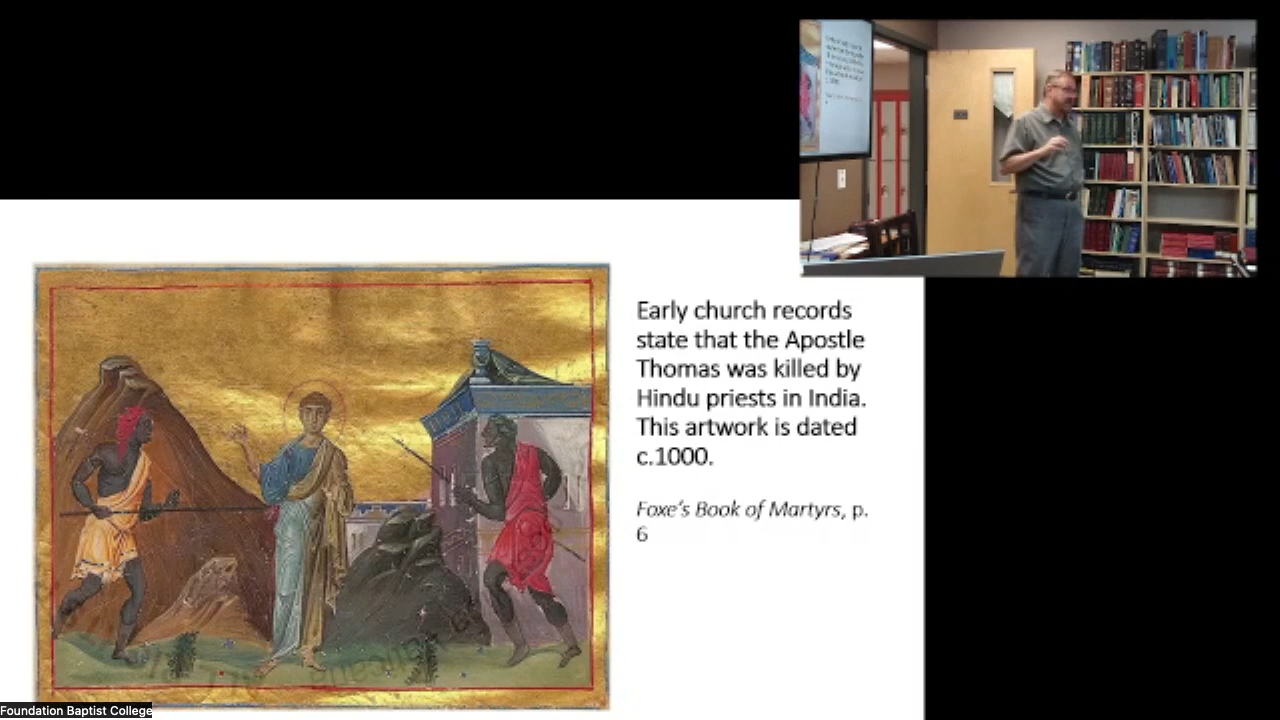 Early church records
state that the Apostle
Thomas was killed by
Hindu priests in India.
This artwork is dated
c.1000.
Foxe's Book of Martyrs, p.
6
Foundation Baptist College